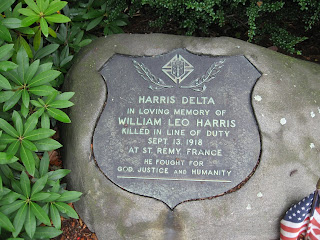 HARRIS DELTA
IN LOVING MEMORY OF
WILLIAM LEO HARRIS
KILLED IN LINE OF DUTY
SEPT. 13, 1918
AT ST. REMY, FRANCE
HE FOUGHT FOR
GOD, JUSTICE AND HUMANITY